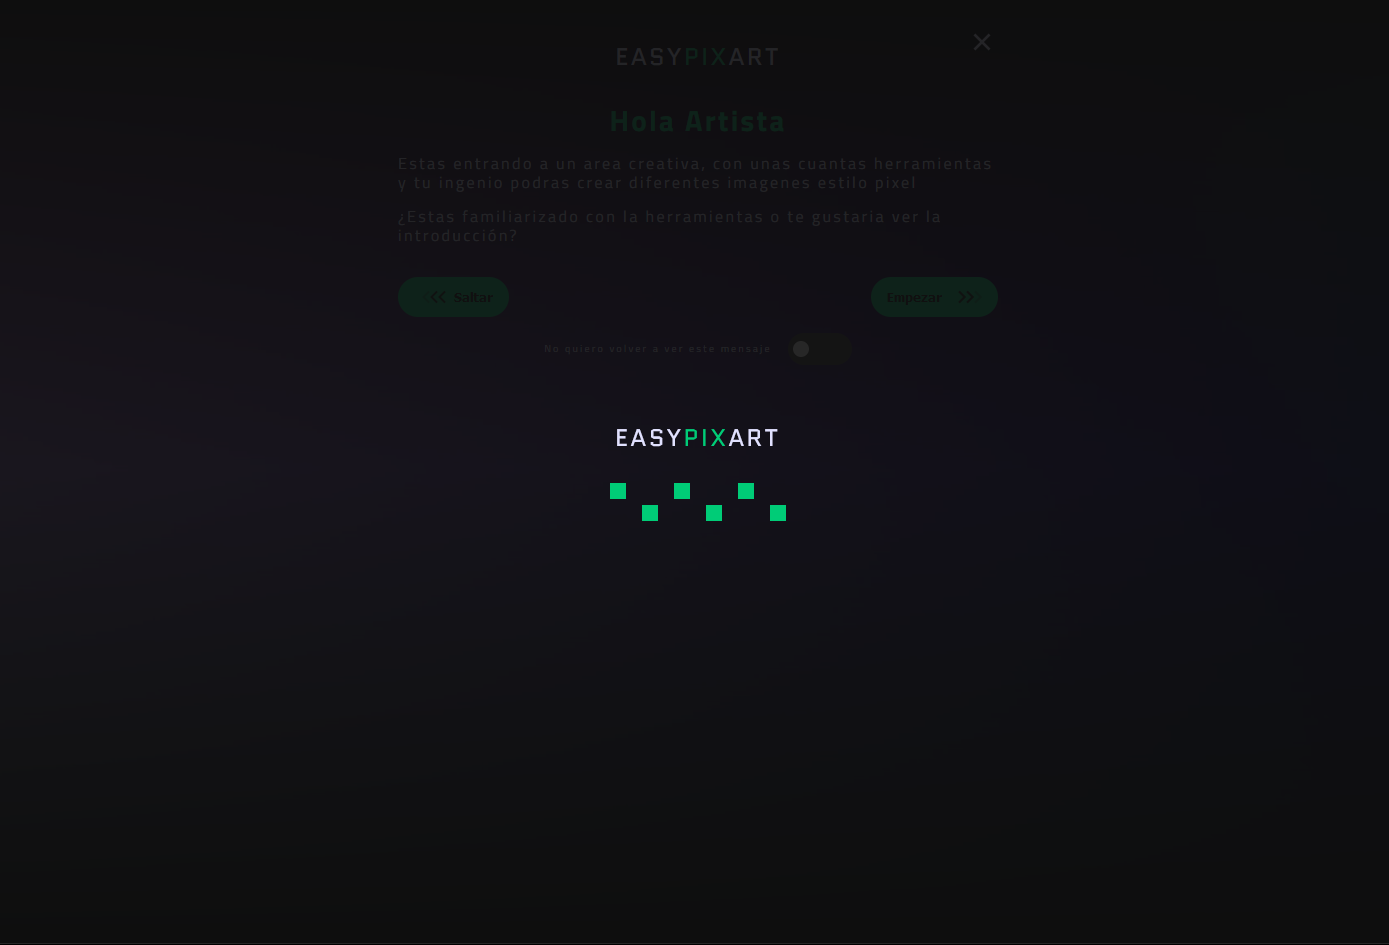 EASYPIXART
Hola Artista
Estas entrando a un area creativa, con unas cuantas herramientas
y tu ingenio podras crear diferentes imagenes estilo pixel
¿Estas familiarizado con la herramientas o te gustaria ver la
introducción?
Saltar
Empezar
No quiero volver a ver este mensaje
EASYPIXART